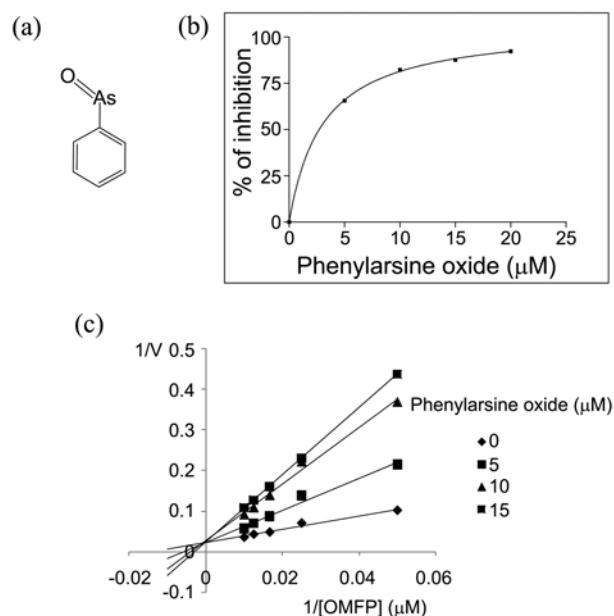 (a)
O
As
(b)
% of inhibition
100
75
50
25
0
0 5 10 15 20 25
Phenylarsine oxide (μM)
(c)
1/V
0.5
0.4
0.3
0.2
0.1
0
-0.1
-0.02 0 0.02 0.04 0.06
1/[OMFP] (μM)
Phenylarsine oxide (μM)
0
5
10
15